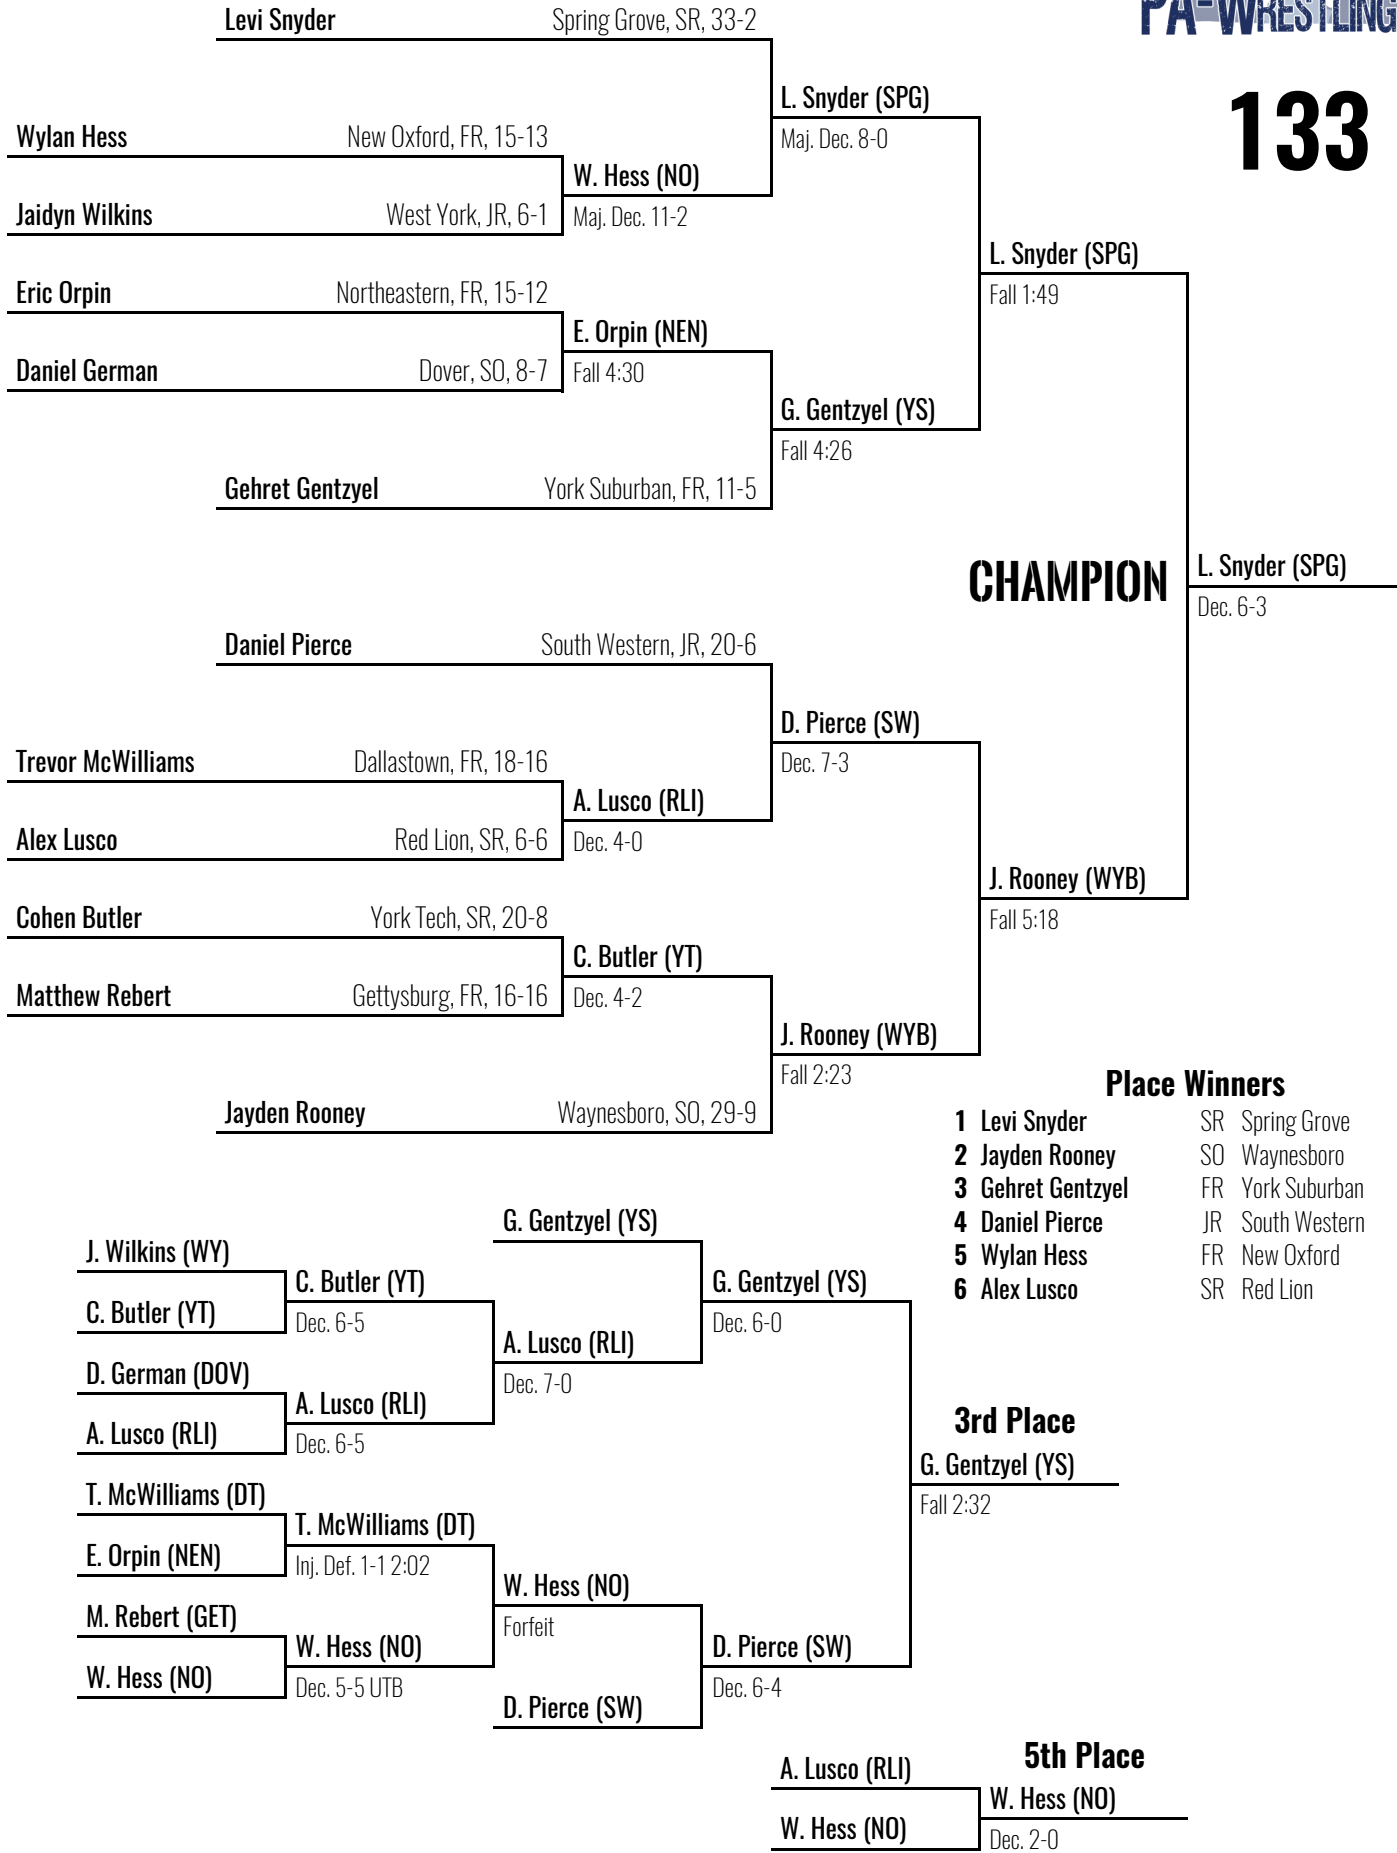 PA-WRESTLING
133
Levi Snyder Spring Grove, SR, 33-2
L. Snyder (SPG)
Maj. Dec. 8-0
Wylan Hess New Oxford, FR, 15-13
W. Hess (NO)
Maj. Dec. 11-2
Jaidyn Wilkins West York, JR, 6-1
L. Snyder (SPG)
Fall 1:49
Eric Orpin Northeastern, FR, 15-12
E. Orpin (NEN)
Fall 4:30
Daniel German Dover, SO, 8-7
G. Gentzyel (YS)
Fall 4:26
Gehret Gentzyel York Suburban, FR, 11-5
CHAMPION
L. Snyder (SPG)
Dec. 6-3
Daniel Pierce South Western, JR, 20-6
D. Pierce (SW)
Dec. 7-3
Trevor McWilliams Dallastown, FR, 18-16
A. Lusco (RLI)
Dec. 4-0
Alex Lusco Red Lion, SR, 6-6
J. Rooney (WYB)
Fall 5:18
Cohen Butler York Tech, SR, 20-8
C. Butler (YT)
Dec. 4-2
Matthew Rebert Gettysburg, FR, 16-16
J. Rooney (WYB)
Fall 2:23
Jayden Rooney Waynesboro, SO, 29-9
Place Winners
1 Levi Snyder SR Spring Grove
2 Jayden Rooney SO Waynesboro
3 Gehret Gentzyel FR York Suburban
4 Daniel Pierce JR South Western
5 Wylan Hess FR New Oxford
6 Alex Lusco SR Red Lion
G. Gentzyel (YS)
J. Wilkins (WY)
C. Butler (YT)
Dec. 6-5
C. Butler (YT)
G. Gentzyel (YS)
Dec. 6-0
A. Lusco (RLI)
Dec. 7-0
D. German (DOV)
A. Lusco (RLI)
Dec. 6-5
A. Lusco (RLI)
3rd Place
G. Gentzyel (YS)
Fall 2:32
T. McWilliams (DT)
T. McWilliams (DT)
Inj. Def. 1-1 2:02
E. Orpin (NEN)
W. Hess (NO)
Forfeit
M. Rebert (GET)
W. Hess (NO)
Dec. 5-5 UTB
W. Hess (NO)
D. Pierce (SW)
Dec. 6-4
D. Pierce (SW)
5th Place
A. Lusco (RLI)
W. Hess (NO)
Dec. 2-0
W. Hess (NO)